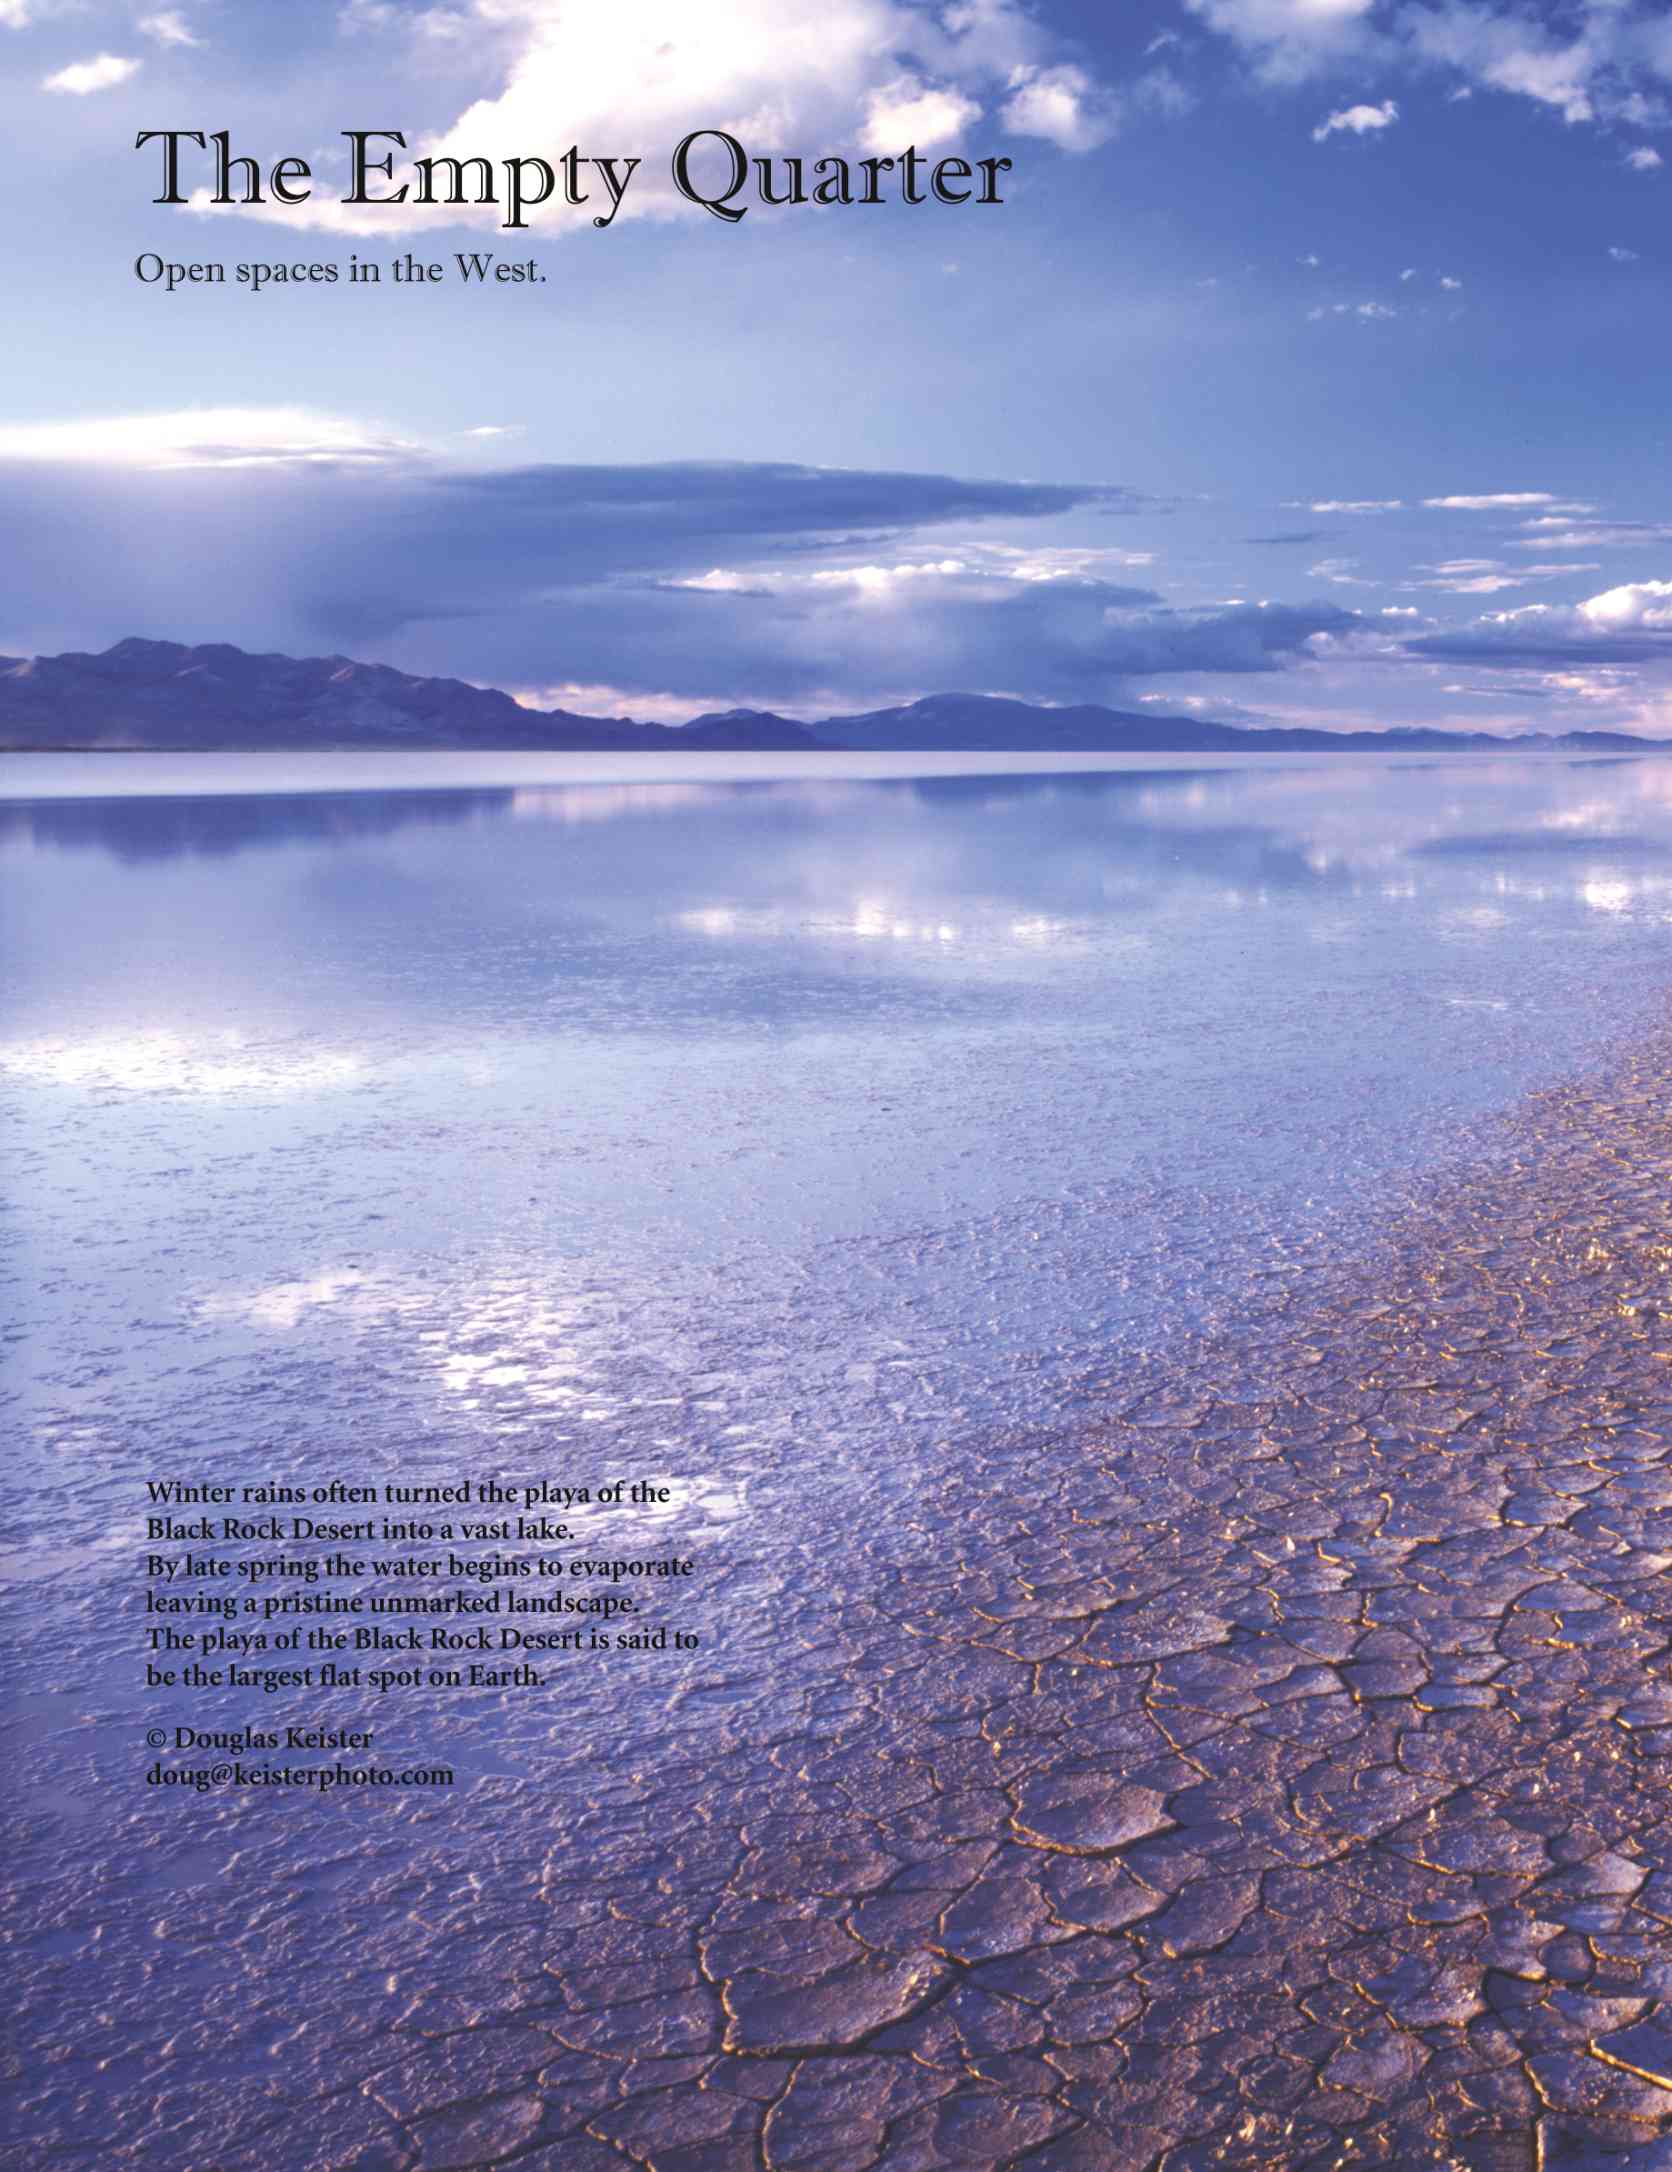 The Empty Quarter
Open spaces in the West.
Winter rains often turned the playa of the
Black Rock Desert into a vast lake.
By late spring the water begins to evaporate
leaving a pristine unmarked landscape.
The playa of the Black Rock Desert is said to
be the largest flat spot on Earth.
© Douglas Keister
doug@keisterphoto.com